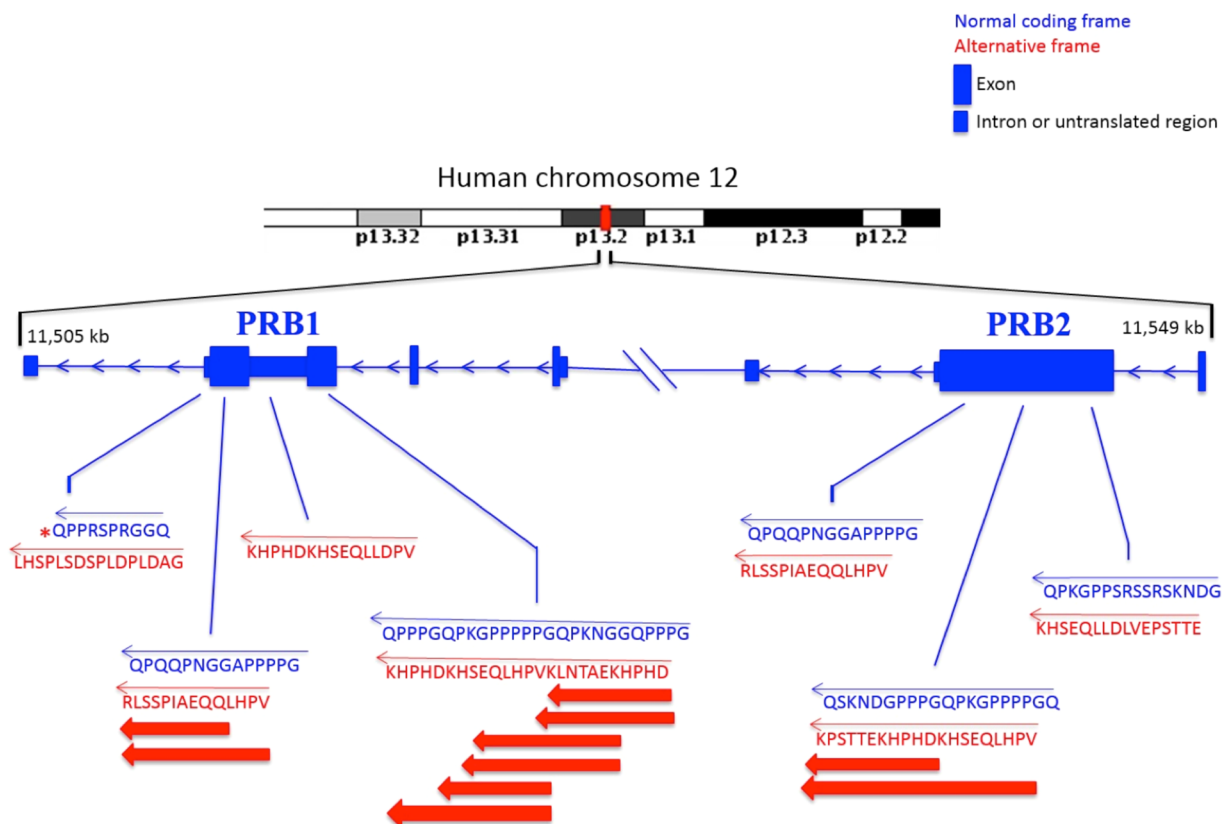 Normal coding frame
Alternative frame
Exon
Intron or untranslated region
Human chromosome 12
p13.32 p13.31 p13.2 p13.1 p12.3 p12.2
11,505 kb PRB1 PRB2 11,549 kb
*QPPRSPRGGQ
LHSPLSDSPLDPLDAG
KHPHDKHSEQLLDPV
QPQQPNGGAPPPPG
RLSSPIAEQQLHPV
QPPPGQPKGPPPPPGQPKNGGQPPPG
KHPHDKHSEQLHPVKLNTAEKHPHD
QPQQPNGGAPPPPG
RLSSPIAEQQLHPV
QSKNDGPPPGQPKGPPPPGQ
KPSTTEKHPHDKHSEQLHPV
QPKGPPSRSSRSKNDG
KHSEQLLDLVEPSTTE